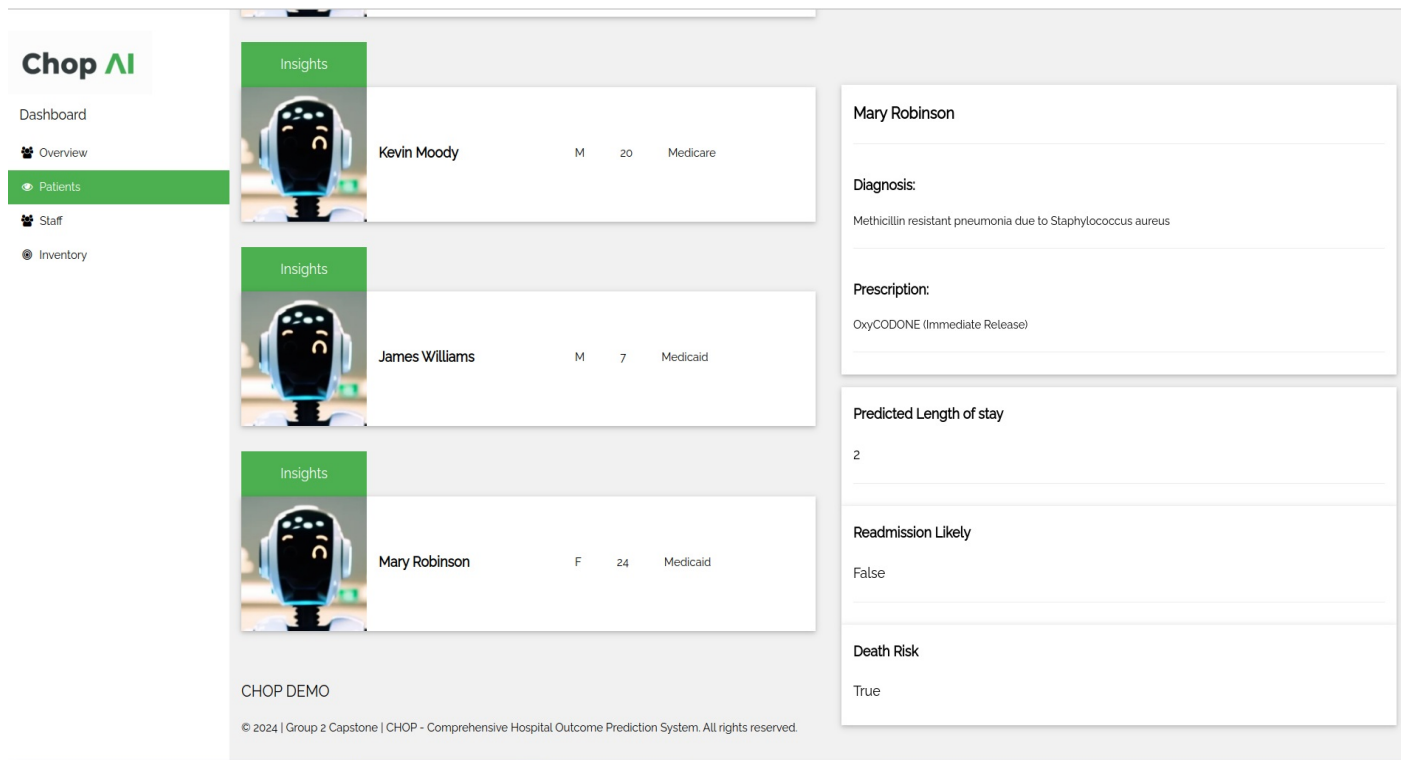 Chop AI
Dashboard
Overview
Patients
Staff
Inventory
Insights
Kevin Moody M 20 Medicare
Insights
James Williams M 7 Medicaid
Insights
Mary Robinson F 24 Medicaid
CHOP DEMO
© 2024 | Group 2 Capstone | CHOP - Comprehensive Hospital Outcome Prediction System. All rights reserved.
Mary Robinson
Diagnosis:
Methicillin resistant pneumonia due to Staphylococcus aureus
Prescription:
OxyCODONE (Immediate Release)
Predicted Length of stay
2
Readmission Likely
False
Death Risk
True